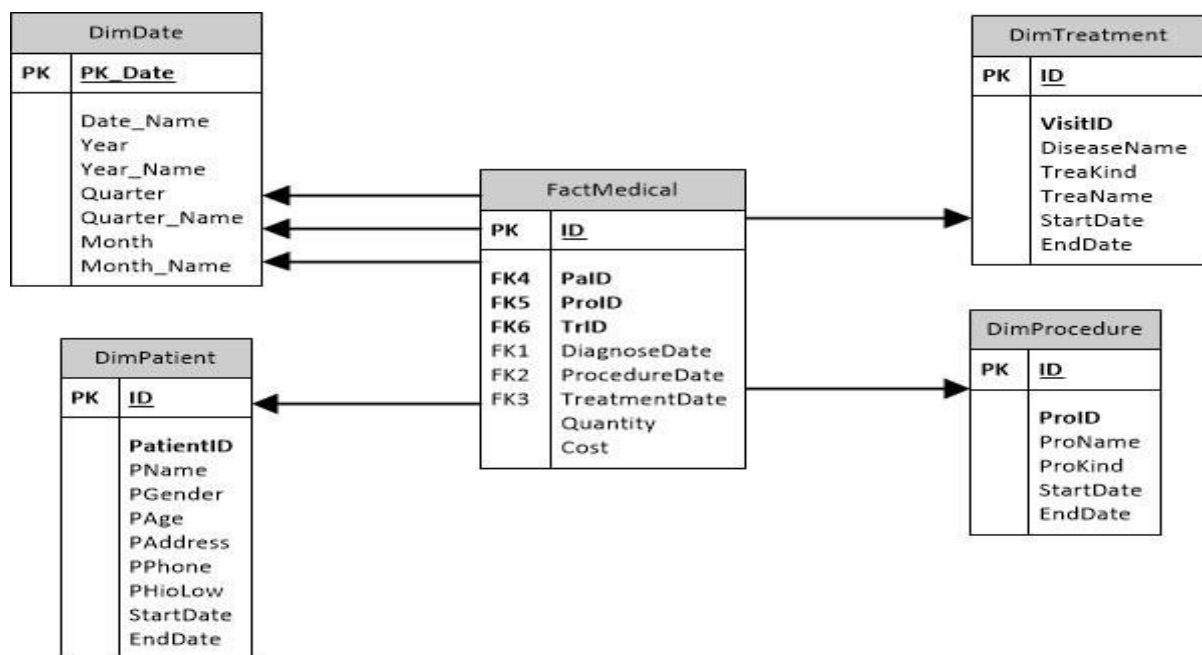 DimDate
PK PK_Date
Date_Name
Year
Year_Name
Quarter
Quarter_Name
Month
Month_Name
DimPatient
PK ID
PatientID
PName
PGender
PAge
PAddress
PPhone
PHioLow
StartDate
EndDate
FactMedical
PK ID
FK4 PaID
FK5 ProID
FK6 TrID
FK1 DiagnoseDate
FK2 ProcedureDate
FK3 TreatmentDate
Quantity
Cost
DimTreatment
PK ID
VisitID
DiseaseName
TreaKind
TreaName
StartDate
EndDate
DimProcedure
PK ID
ProID
ProName
ProKind
StartDate
EndDate